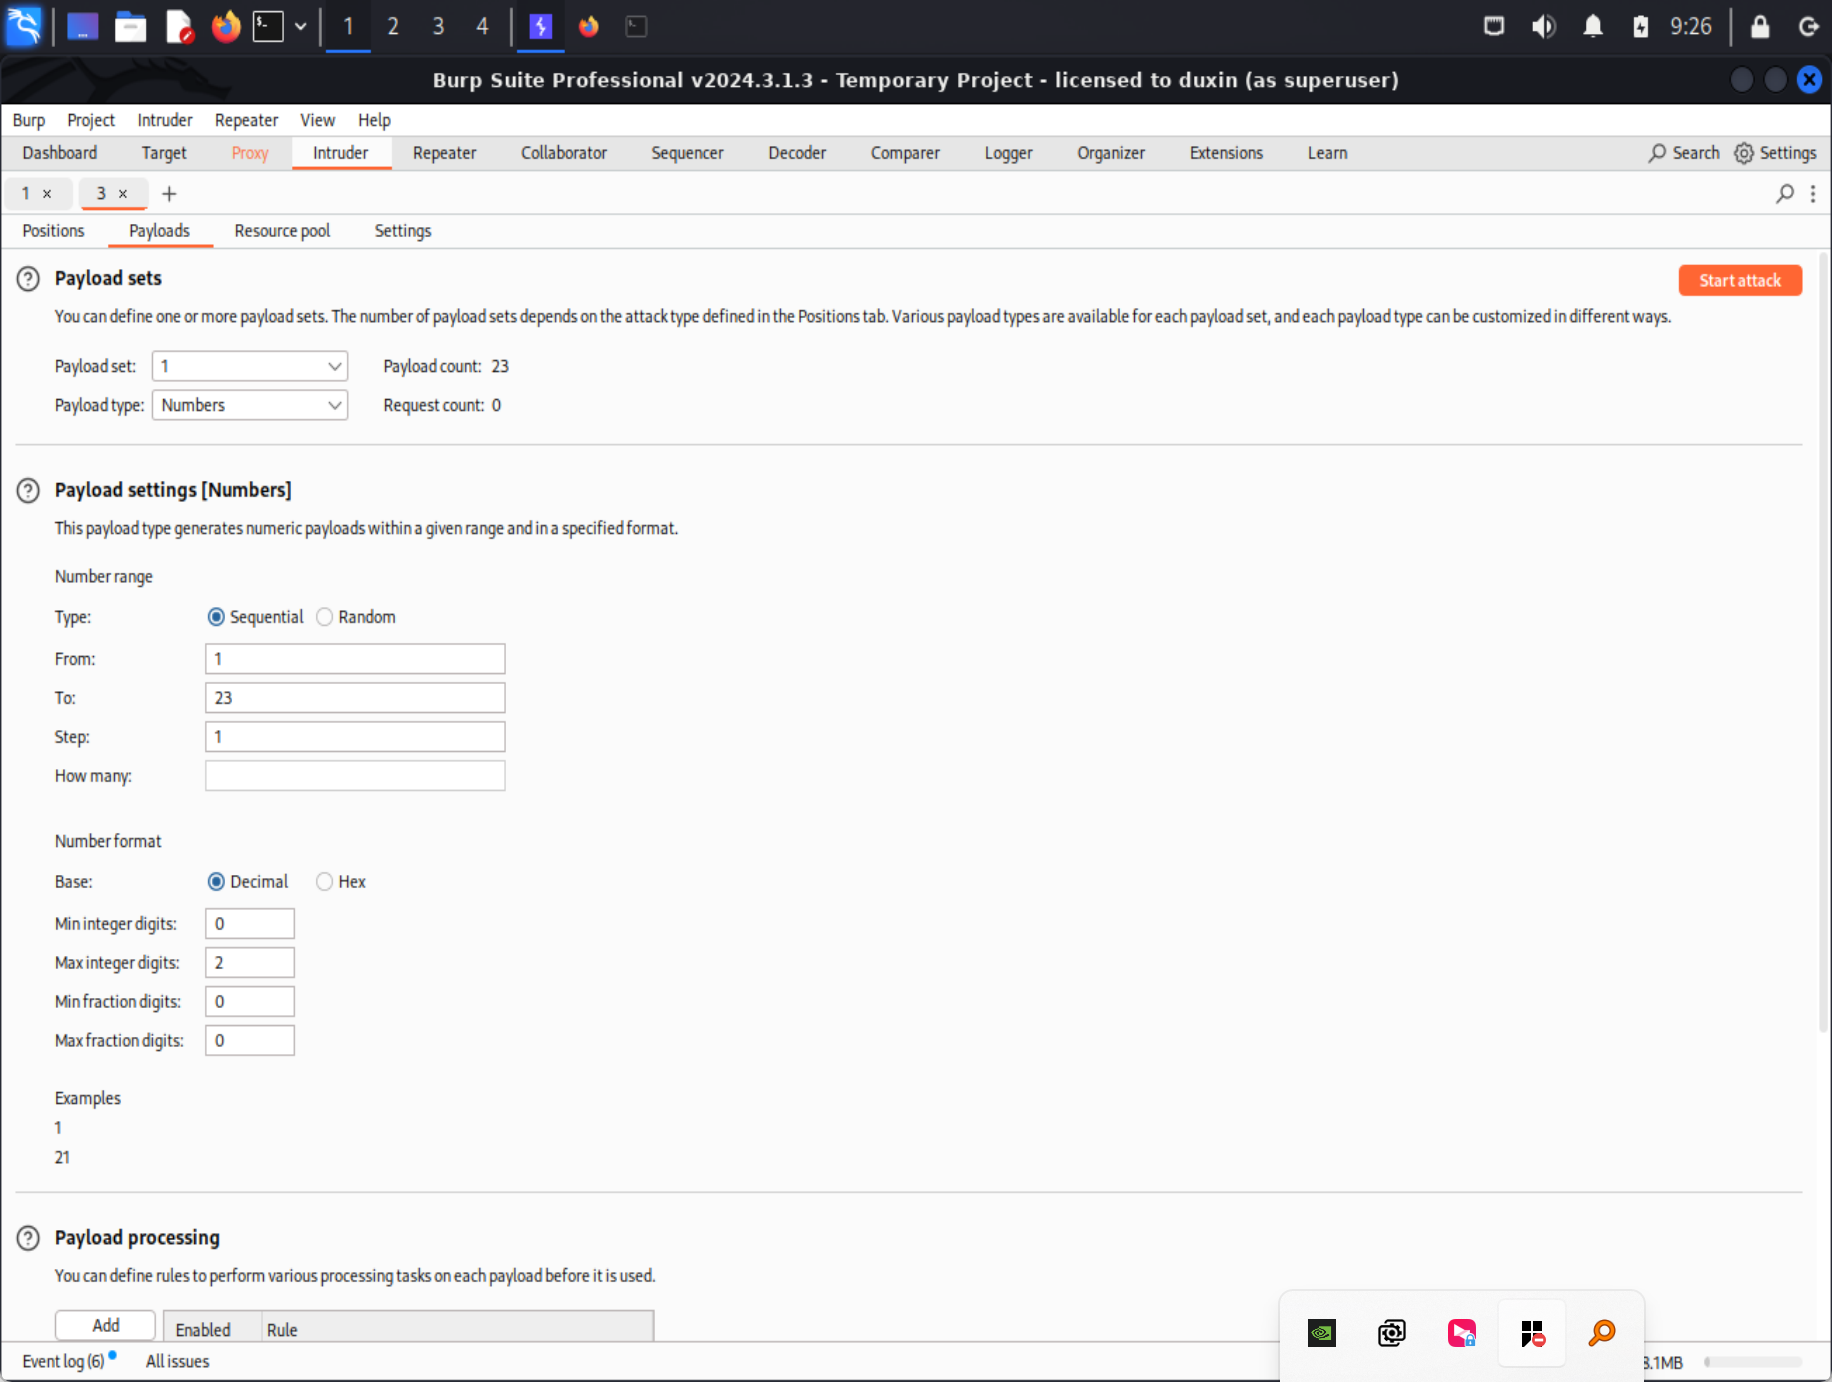 1 2 3 4 9:26
Burp Suite Professional v2024.3.1.3 - Temporary Project - licensed to duxin (as superuser)
Burp Project Intruder Repeater View Help
Dashboard Target Proxy Intruder Repeater Collaborator Sequencer Decoder Comparer Logger Organizer Extensions Learn Search Settings
1 × 3 × +
Positions Payloads Resource pool Settings
? Payload sets Start attack
You can define one or more payload sets. The number of payload sets depends on the attack type defined in the Positions tab. Various payload types are available for each payload set, and each payload type can be customized in different ways.
Payload set: 1 Payload count: 23
Payload type: Numbers Request count: 0
? Payload settings [Numbers]
This payload type generates numeric payloads within a given range and in a specified format.
Number range
Type: Sequential Random
From: 1
To: 23
Step: 1
How many:
Number format
Base: Decimal Hex
Min integer digits: 0
Max integer digits: 2
Min fraction digits: 0
Max fraction digits: 0
Examples
1
21
? Payload processing
You can define rules to perform various processing tasks on each payload before it is used.
Add Enabled Rule
Event log (6) All issues 8.1MB